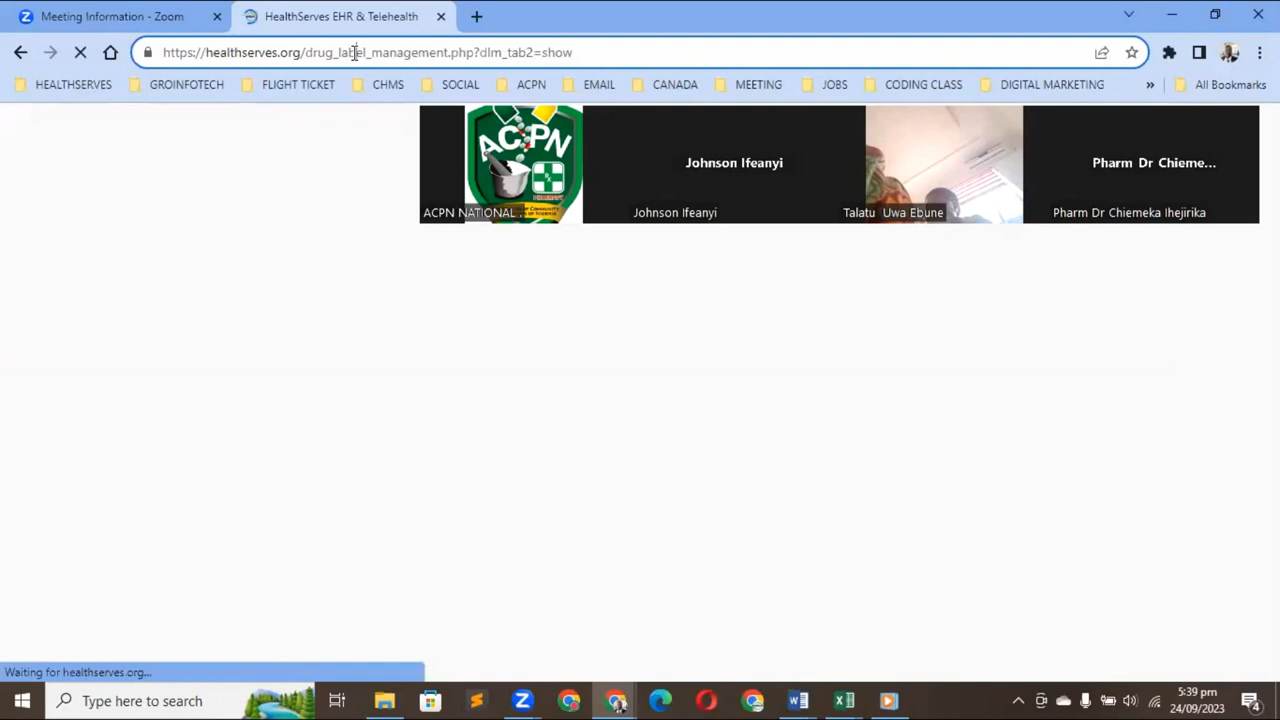 Meeting Information - Zoom
HealthServes EHR & Telehealth
https://healthserves.org/drug_label_management.php?dlm_tab2=show
HEALTHSERVES
GROINFOTECH
FLIGHT TICKET
CHMS
SOCIAL
ACPN
EMAIL
CANADA
MEETING
JOBS
CODING CLASS
DIGITAL MARKETING
»
All Bookmarks
ACPN
ACPN NATIONAL
Johnson Ifeanyi
Johnson Ifeanyi
Talatu Uwa Ebune
Pharm Dr Chieme...
Pharm Dr Chiemeka Ihejirika
Waiting for healthserves.org...
Type here to search
5:39 pm
24/09/2023
4